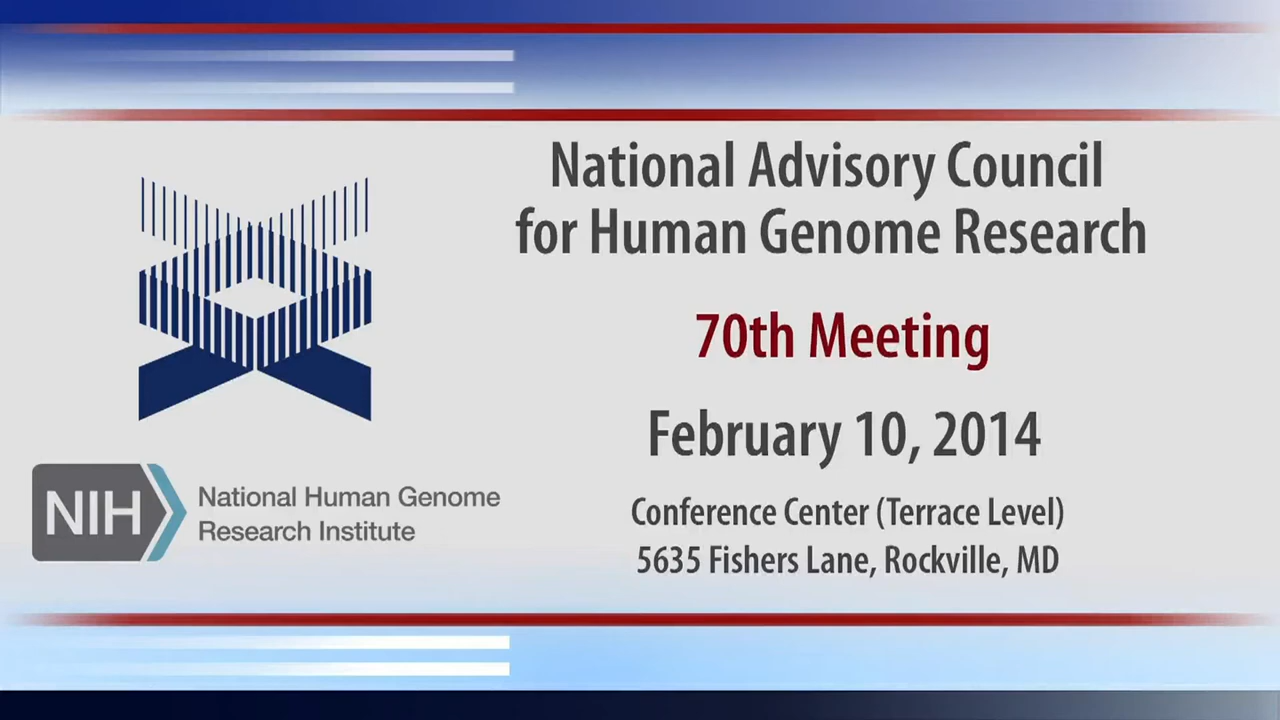 National Advisory Council
for Human Genome Research
70th Meeting
February 10, 2014
Conference Center (Terrace Level)
5635 Fishers Lane, Rockville, MD
NIH
National Human Genome
Research Institute